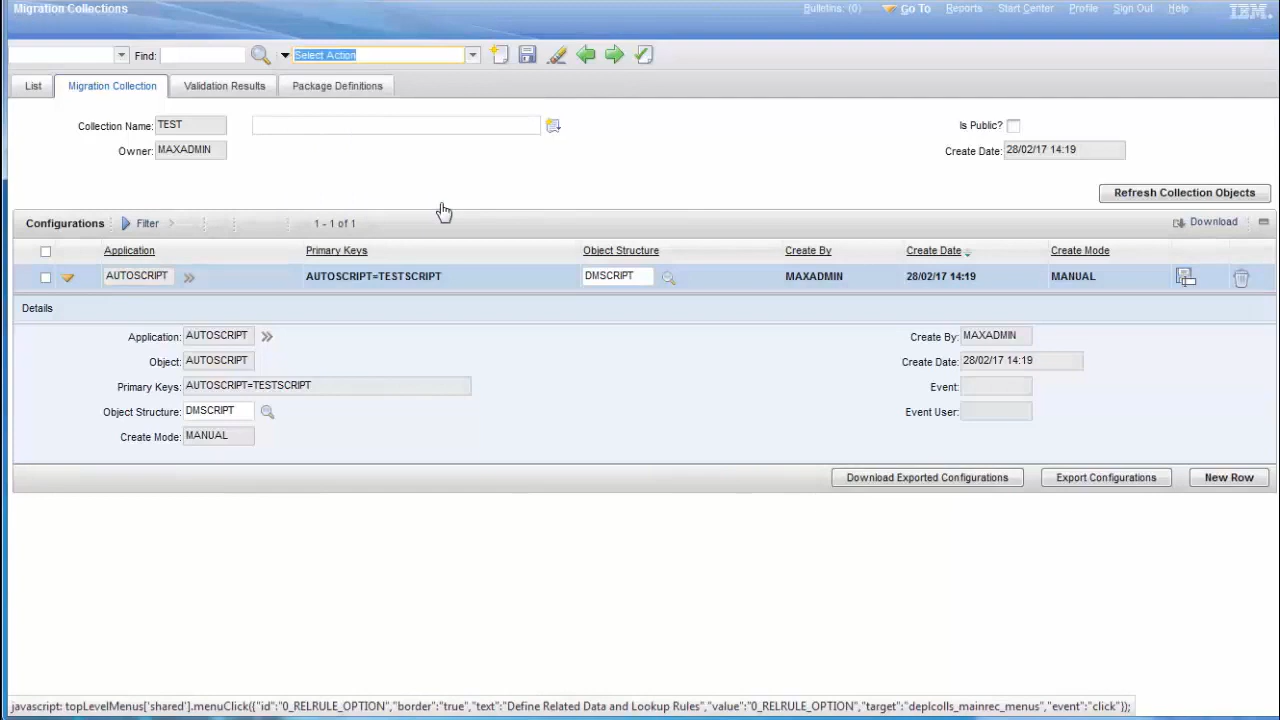 Migration Collections
Bulletins: (0) Go To Reports Start Center Profile Sign Out Help IBM.
Find: Select Action
List Migration Collection Validation Results Package Definitions
Collection Name: TEST Is Public?
Owner: MAXADMIN Create Date: 28/02/17 14:19
Refresh Collection Objects
Configurations Filter 1 - 1 of 1 Download
Application Primary Keys Object Structure Create By Create Date Create Mode
AUTOSCRIPT AUTOSCRIPT=TESTSCRIPT DMSCRIPT MAXADMIN 28/02/17 14:19 MANUAL
Details
Application: AUTOSCRIPT Create By: MAXADMIN
Object: AUTOSCRIPT Create Date: 28/02/17 14:19
Primary Keys: AUTOSCRIPT=TESTSCRIPT Event:
Object Structure: DMSCRIPT Event User:
Create Mode: MANUAL
Download Exported Configurations Export Configurations New Row
javascript: topLevelMenus['shared'].menuClick({"id":"0_RELRULE_OPTION","border":"true","text":"Define Related Data and Lookup Rules","value":"0_RELRULE_OPTION","target":"deplcolls_mainrec_menus","event":"click"});